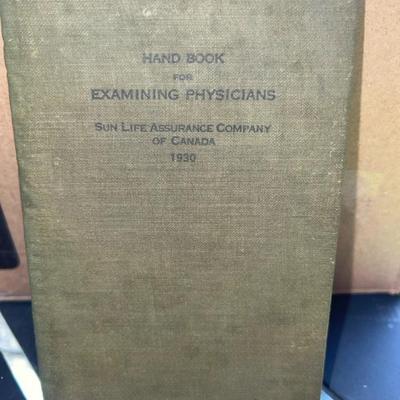 HAND BOOK
FOR
EXAMINING PHYSICIANS
SUN LIFE ASSURANCE COMPANY
OF CANADA
1930